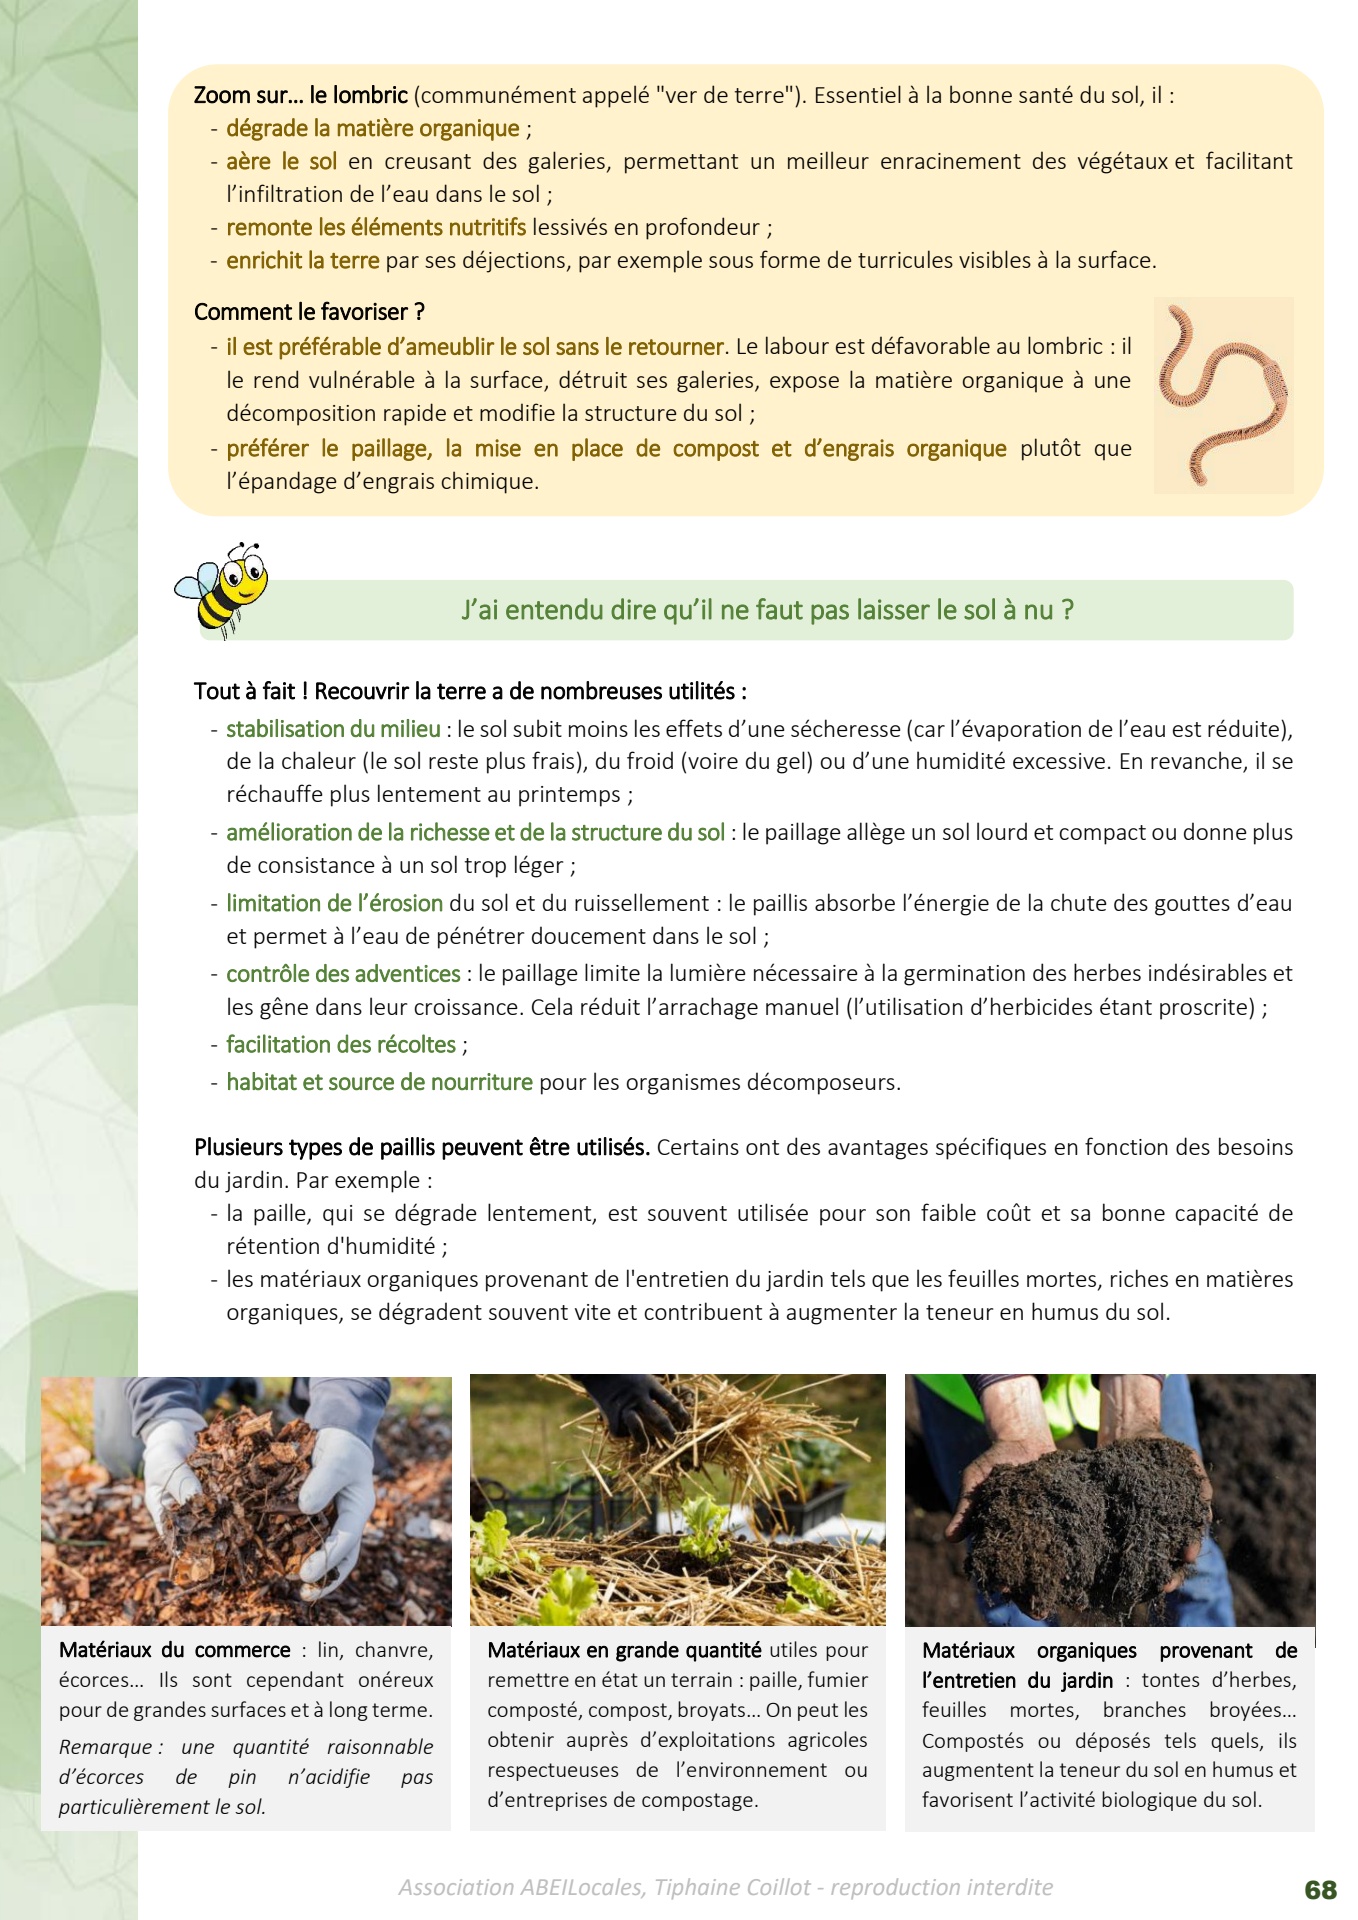 Zoom sur... le lombric (communément appelé "ver de terre"). Essentiel à la bonne santé du sol, il :
- dégrade la matière organique ;
- aère le sol en creusant des galeries, permettant un meilleur enracinement des végétaux et facilitant
l’infiltration de l’eau dans le sol ;
- remonte les éléments nutritifs lessivés en profondeur ;
- enrichit la terre par ses déjections, par exemple sous forme de turricules visibles à la surface.
Comment le favoriser ?
- il est préférable d’ameublir le sol sans le retourner. Le labour est défavorable au lombric : il
le rend vulnérable à la surface, détruit ses galeries, expose la matière organique à une
décomposition rapide et modifie la structure du sol ;
- préférer le paillage, la mise en place de compost et d’engrais organique plutôt que
l’épandage d’engrais chimique.
J’ai entendu dire qu’il ne faut pas laisser le sol à nu ?
Tout à fait ! Recouvrir la terre a de nombreuses utilités :
- stabilisation du milieu : le sol subit moins les effets d’une sécheresse (car l’évaporation de l’eau est réduite),
de la chaleur (le sol reste plus frais), du froid (voire du gel) ou d’une humidité excessive. En revanche, il se
réchauffe plus lentement au printemps ;
- amélioration de la richesse et de la structure du sol : le paillage allège un sol lourd et compact ou donne plus
de consistance à un sol trop léger ;
- limitation de l’érosion du sol et du ruissellement : le paillis absorbe l’énergie de la chute des gouttes d’eau
et permet à l’eau de pénétrer doucement dans le sol ;
- contrôle des adventices : le paillage limite la lumière nécessaire à la germination des herbes indésirables et
les gêne dans leur croissance. Cela réduit l’arrachage manuel (l’utilisation d’herbicides étant proscrite) ;
- facilitation des récoltes ;
- habitat et source de nourriture pour les organismes décomposeurs.
Plusieurs types de paillis peuvent être utilisés. Certains ont des avantages spécifiques en fonction des besoins
du jardin. Par exemple :
- la paille, qui se dégrade lentement, est souvent utilisée pour son faible coût et sa bonne capacité de
rétention d'humidité ;
- les matériaux organiques provenant de l'entretien du jardin tels que les feuilles mortes, riches en matières
organiques, se dégradent souvent vite et contribuent à augmenter la teneur en humus du sol.
Matériaux du commerce : lin, chanvre,
écorces... Ils sont cependant onéreux
pour de grandes surfaces et à long terme.
Remarque : une quantité raisonnable
d’écorces de pin n’acidifie pas
particulièrement le sol.
Matériaux en grande quantité utiles pour
remettre en état un terrain : paille, fumier
composté, compost, broyats... On peut les
obtenir auprès d’exploitations agricoles
respectueuses de l’environnement ou
d’entreprises de compostage.
Matériaux organiques provenant de
l’entretien du jardin : tontes d’herbes,
feuilles mortes, branches broyées...
Compostés ou déposés tels quels, ils
augmentent la teneur du sol en humus et
favorisent l’activité biologique du sol.
Association ABEILocales, Tiphaine Coillot - reproduction interdite
68